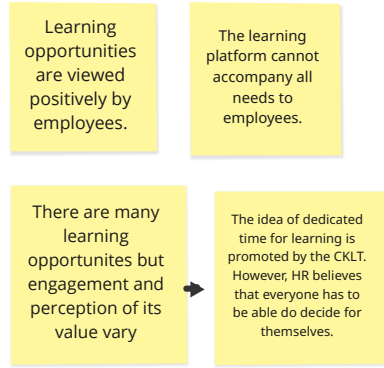 Learning
opportunities
are viewed
positively by
employees.
The learning
platform cannot
accompany all
needs to
employees.
There are many
learning
opportunites but
engagement and
perception of its
value vary
The idea of dedicated
time for learning is
promoted by the CKLT.
However, HR believes
that everyone has to
be able do decide for
themselves.